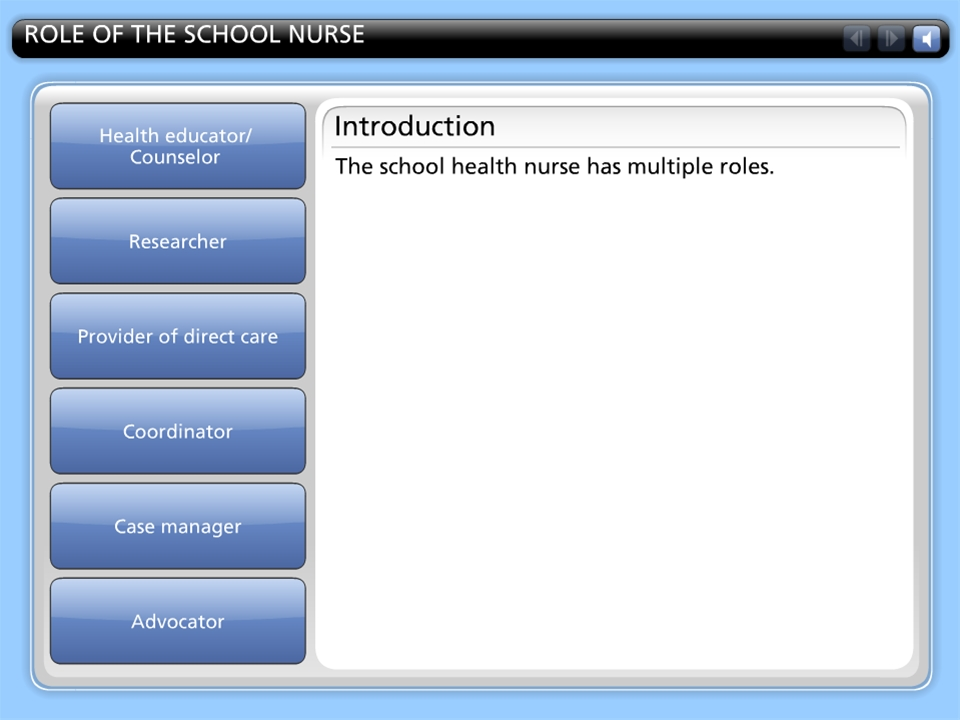 ROLE OF THE SCHOOL NURSE
Health educator/
Counselor
Researcher
Provider of direct care
Coordinator
Case manager
Advocator
Introduction
The school health nurse has multiple roles.